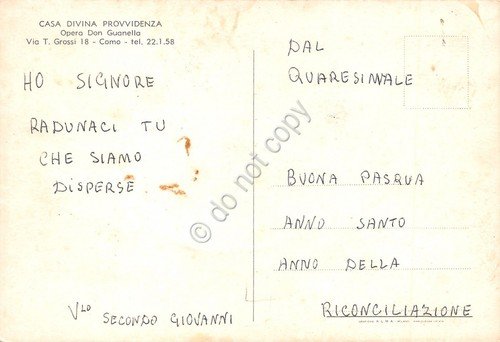 CASA DIVINA PROVVIDENZA
Opera Don Guanella
Via T. Grossi 18 - Como - tel. 22.1.58
HO SIGNORE
RADUNACI TU
CHE SIAMO
DISPERSE
V LO SECONDO GIOVANNI
DAL
QUARESIMALE
BUONA PASQUA
ANNO SANTO
ANNO DELLA
RICONCILIAZIONE
do not copy